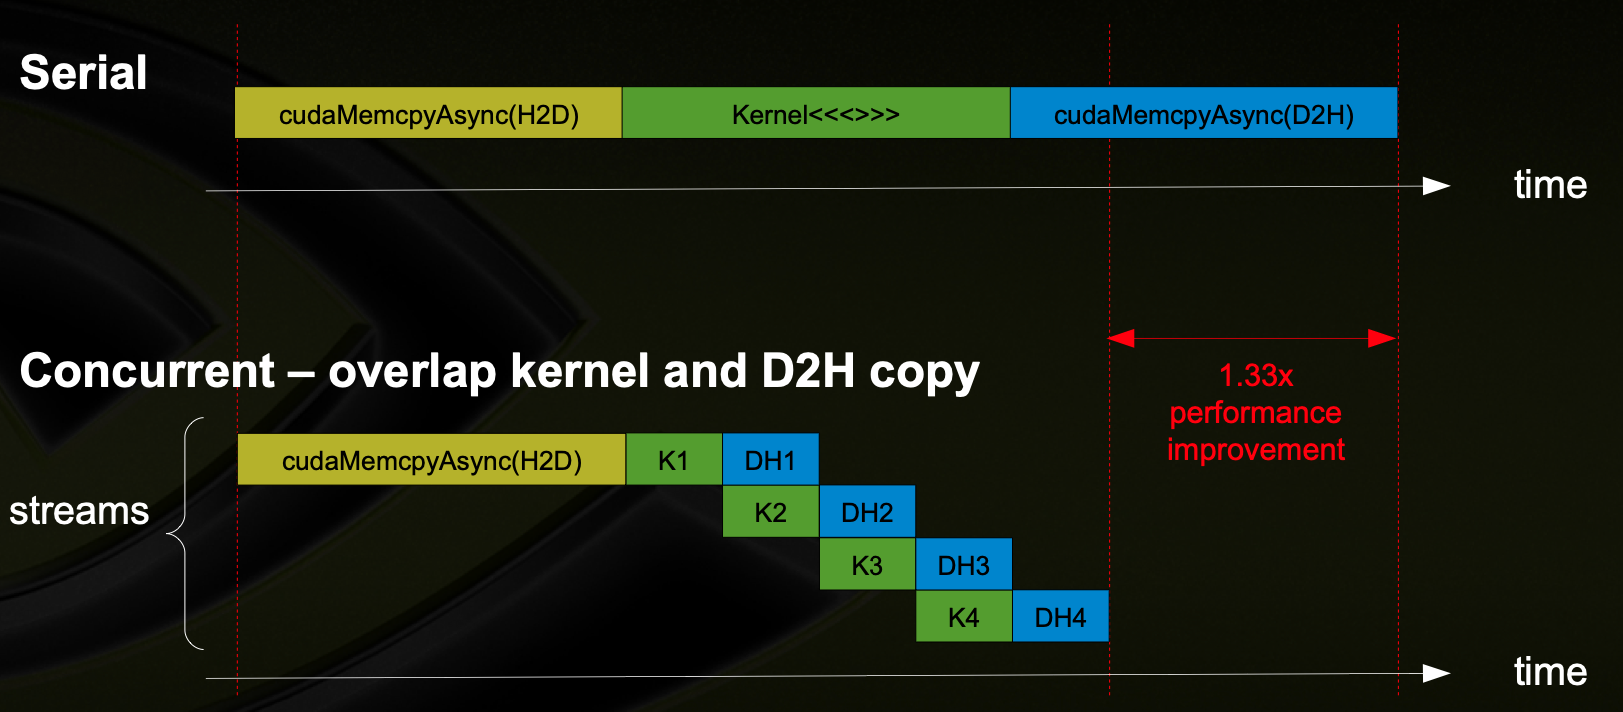 Serial
cudaMemcpyAsync(H2D)
Kernel<<<>>>
cudaMemcpyAsync(D2H)
time
Concurrent – overlap kernel and D2H copy
1.33x
performance
improvement
streams
cudaMemcpyAsync(H2D)
K1
DH1
K2
DH2
K3
DH3
K4
DH4
time